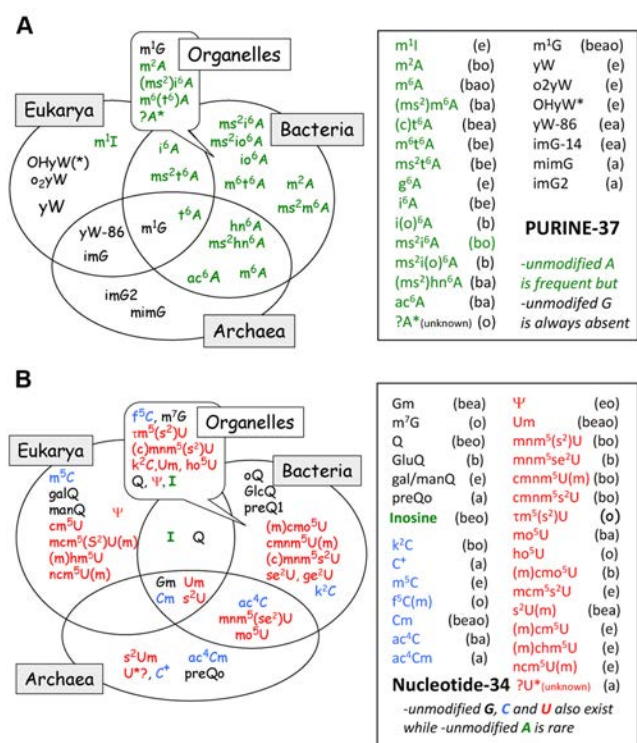 A
m¹G
m²A
(ms²)i⁶A
m⁶(t⁶)A
?A*
Organelles
Eukarya
Bacteria
m¹I
OHyW(*)
o₂yW
yW
i⁶A
ms²t⁶A
ms²i⁶A
ms²io⁶A
io⁶A
m⁶t⁶A
m²A
ms²m⁶A
t⁶A
yW-86
m¹G
imG
hn⁶A
ms²hn⁶A
ac⁶A
m⁶A
imG2
mimG
Archaea
m¹I (e)
m²A (bo)
m⁶A (bao)
(ms²)m⁶A (ba)
(c)t⁶A (bea)
m⁶t⁶A (be)
ms²t⁶A (be)
g⁶A (e)
i⁶A (be)
i(o)⁶A (b)
ms²i⁶A (bo)
ms²i(o)⁶A (b)
(ms²)hn⁶A (ba)
ac⁶A (ba)
?A*(unknown) (o)
m¹G (beao)
yW (e)
o2yW (e)
OHyW* (e)
yW-86 (ea)
imG-14 (ea)
mimG (a)
imG2 (a)
PURINE-37
-unmodified A
is frequent but
-unmodifed G
is always absent
B
f⁵C, m⁷G
τm⁵(s²)U
(c)mnm⁵(s²)U
k²C,Um, ho⁵U
Q, Ψ, I
Organelles
Eukarya
Bacteria
m⁵C
galQ
manQ Ψ
cm⁵U
mcm⁵(S²)U(m)
(m)hm⁵U
ncm⁵U(m)
I Q
oQ
GlcQ
preQ1
(m)cmo⁵U
cmnm⁵U(m)
(c)mnm⁵s²U
se²U, ge²U
k²C
Gm Um
Cm s²U
ac⁴C
mnm⁵(se²)U
mo⁵U
s²Um ac⁴Cm
U*?, C⁺ preQo
Archaea
Gm (bea)
m⁷G (o)
Q (beo)
GluQ (b)
gal/manQ (e)
preQo (a)
Inosine (beo)
k²C (bo)
C⁺ (a)
m⁵C (e)
f⁵C(m) (o)
Cm (beao)
ac⁴C (ba)
ac⁴Cm (a)
Ψ (eo)
Um (beao)
mnm⁵(s²)U (bo)
mnm⁵se²U (b)
cmnm⁵U(m) (bo)
cmnm⁵s²U (bo)
τm⁵(s²)U (o)
mo⁵U (ba)
ho⁵U (o)
(m)cmo⁵U (b)
mcm⁵s²U (e)
s²U(m) (bea)
(m)cm⁵U (e)
(m)chm⁵U (e)
ncm⁵U(m) (e)
?U*(unknown) (a)
Nucleotide-34
-unmodified G, C and U also exist
while -unmodified A is rare